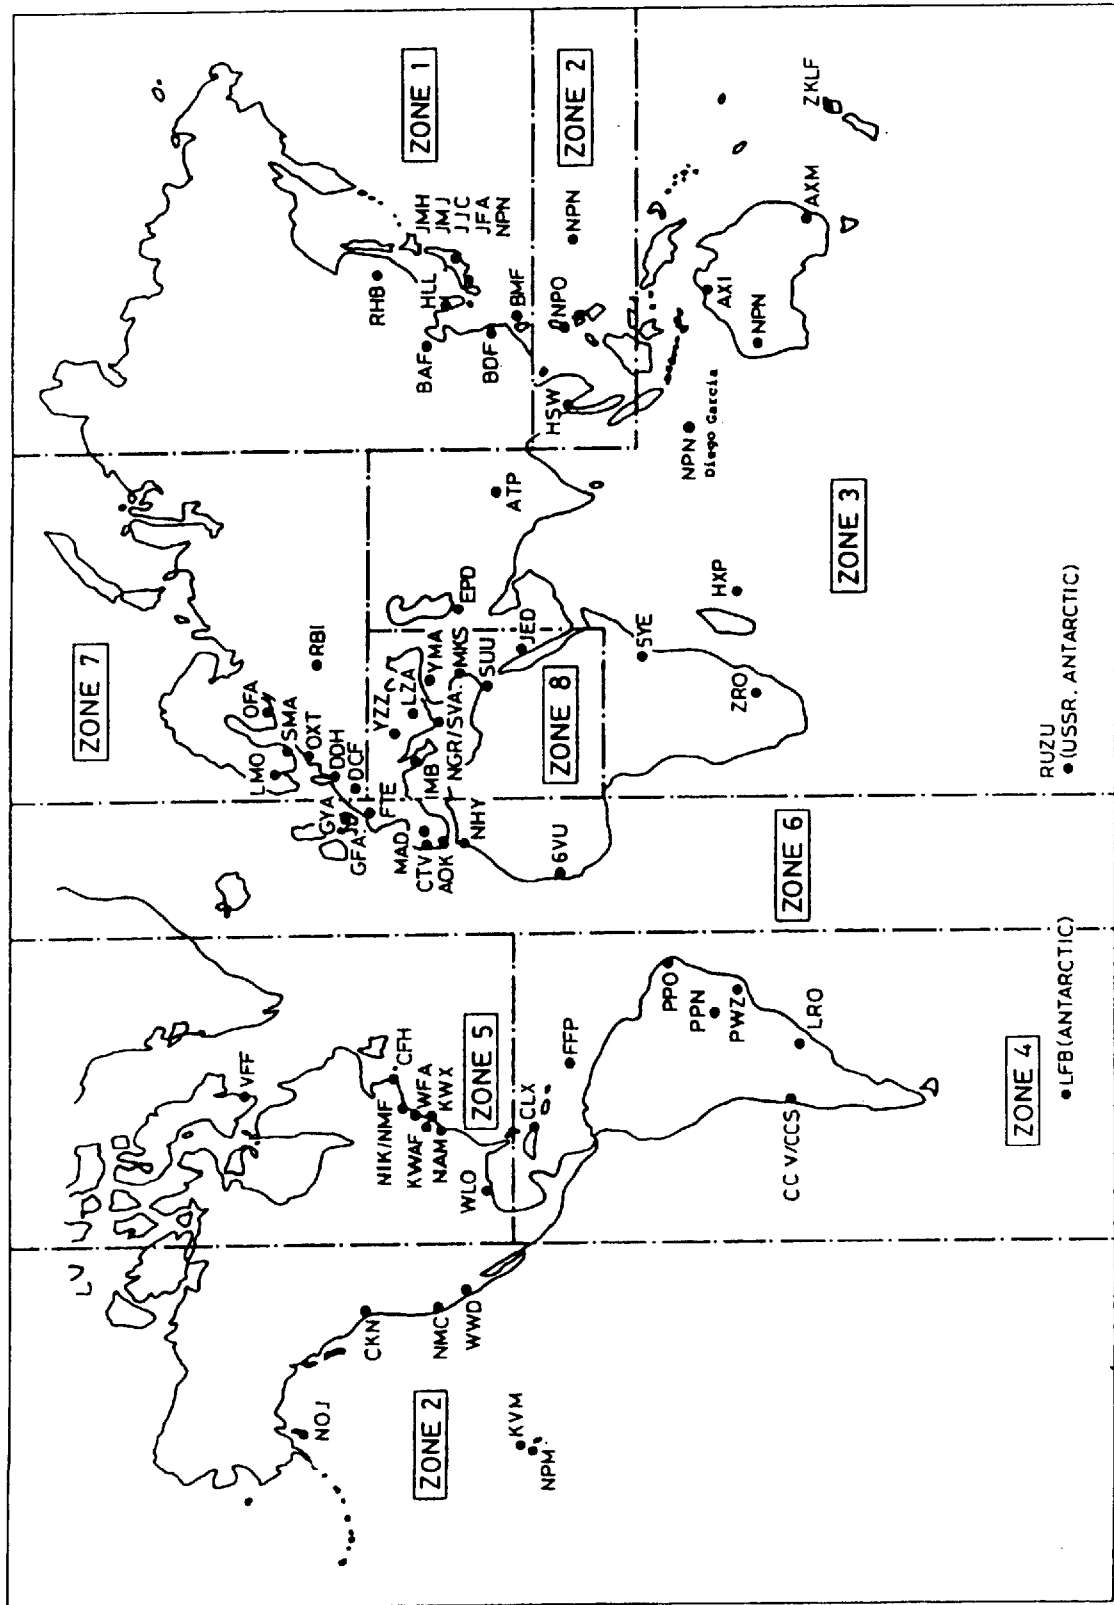 NOJ
ZONE 2
KVM
NPM
CKN
NMC
WWD
VFF
CFH
NIK/NMF
WFA
KWX
KWAF
NAM
WLO
ZONE 5
CLX
FFP
PPO
PPN
PWZ
LRO
CC V/CCS
ZONE 4
LFB (ANTARCTIC)
ZONE 6
ZONE 7
OFA
SMA
LMO
OXT
DDH
DCF
RBI
GYA
GFA
FTE
MAD
CTV
AOK
NHY
6VU
YZZ
LZA
YMA
IMB
NGR/SVA
MKS
SUU
ZONE 8
JED
EPD
ATP
5YE
ZRO
HXP
ZONE 3
RUZU
(USSR. ANTARCTIC)
ZONE 1
JMH
JMJ
JJC
JFA
NPN
RHB
HLL
BAF
BDF
BMF
ZONE 2
NPN
NPO
HSW
NPN
Diego Garcia
AXI
NPN
AXM
ZKLF